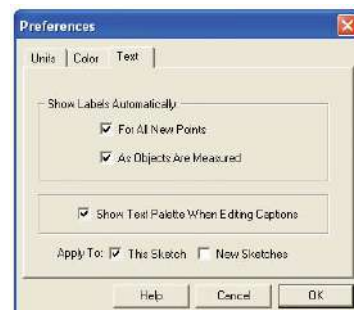 Preferences
Units | Color | Text
Show Labels Automatically:
For All New Points
As Objects Are Measured
Show Text Palette When Editing Captions
Apply To: This Sketch New Sketches
Help Cancel OK